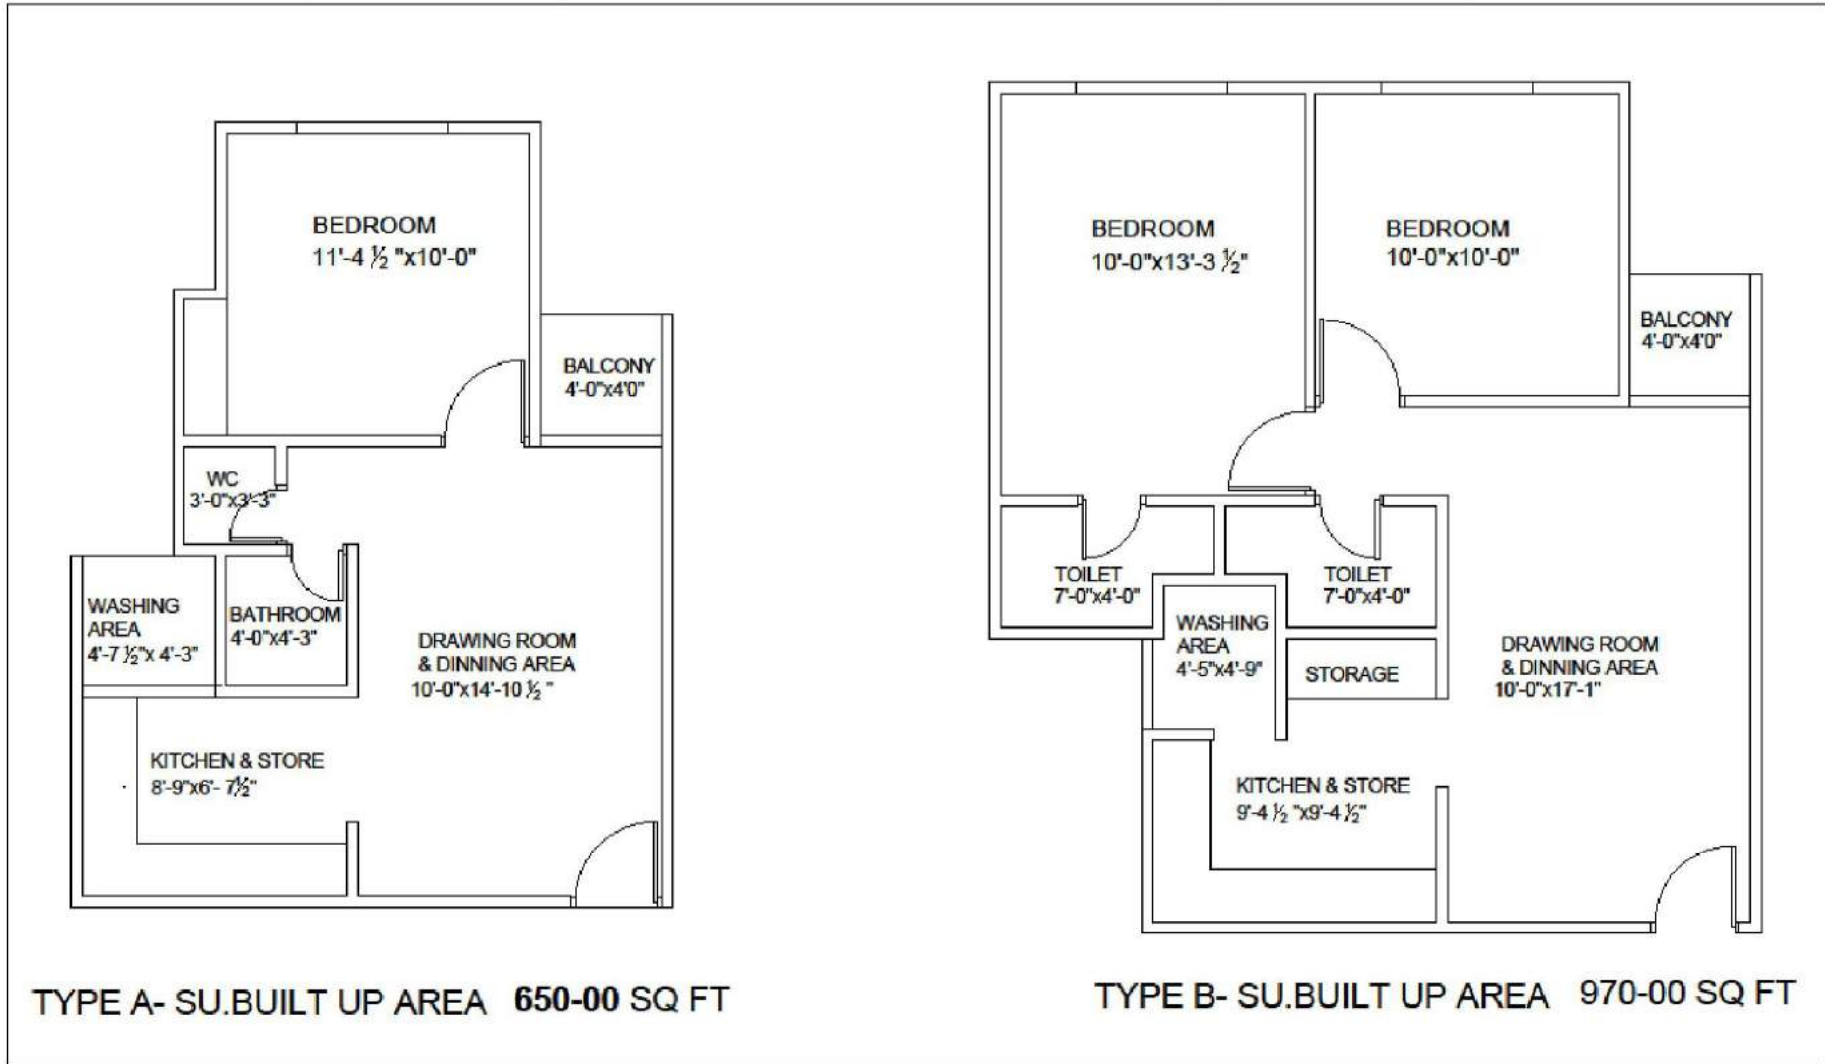 BEDROOM
11'-4 ½ "x10'-0"
BALCONY
4'-0"x4'0"
WC
3'-0"x3'-3"
WASHING
AREA
4'-7 ½"x 4'-3"
BATHROOM
4'-0"x4'-3"
DRAWING ROOM
& DINNING AREA
10'-0"x14'-10 ½ "
KITCHEN & STORE
8'-9"x6'- 7½"
TYPE A- SU.BUILT UP AREA 650-00 SQ FT
BEDROOM
10'-0"x13'-3 ½"
BEDROOM
10'-0"x10'-0"
BALCONY
4'-0"x4'0"
TOILET
7'-0"x4'-0"
TOILET
7'-0"x4'-0"
WASHING
AREA
4'-5"x4'-9"
STORAGE
DRAWING ROOM
& DINNING AREA
10'-0"x17'-1"
KITCHEN & STORE
9'-4 ½ "x9'-4 ½"
TYPE B- SU.BUILT UP AREA 970-00 SQ FT